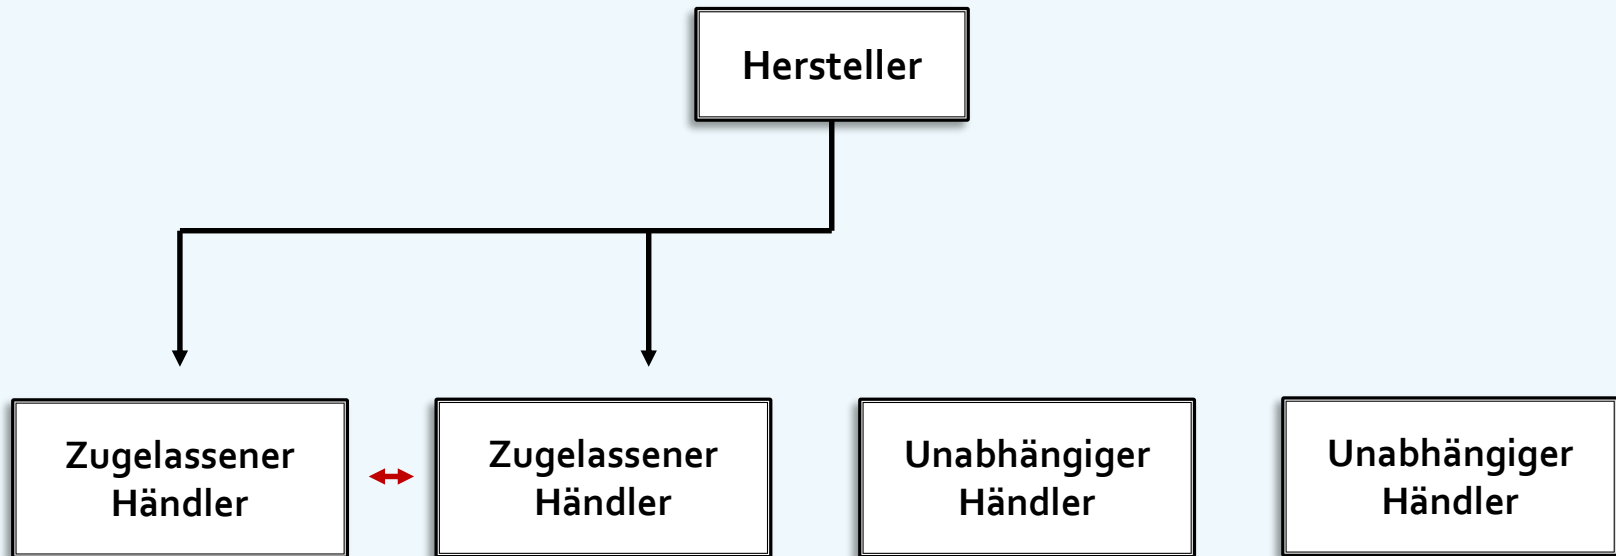 Hersteller
Zugelassener
Händler
Zugelassener
Händler
Unabhängiger
Händler
Unabhängiger
Händler